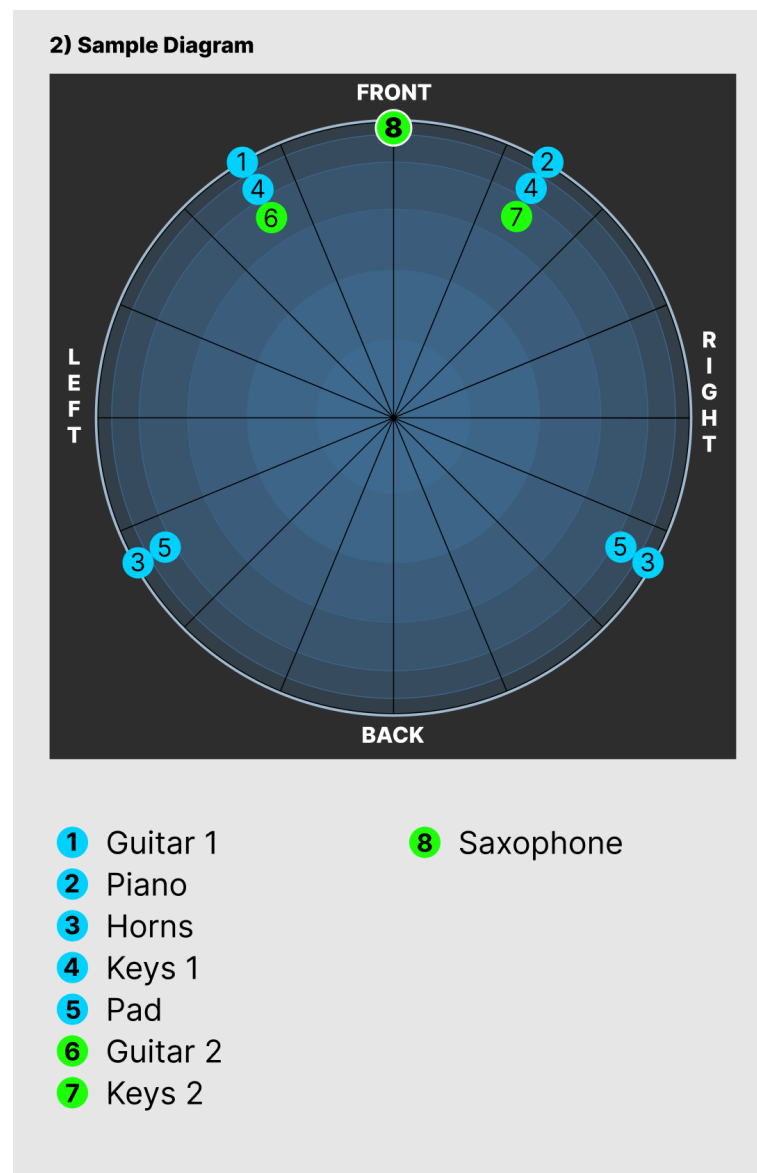 2) Sample Diagram
FRONT
8
1
2
4
4
6
7
LEFT
RIGHT
5
5
3
3
BACK
1 Guitar 1
2 Piano
3 Horns
4 Keys 1
5 Pad
6 Guitar 2
7 Keys 2
8 Saxophone